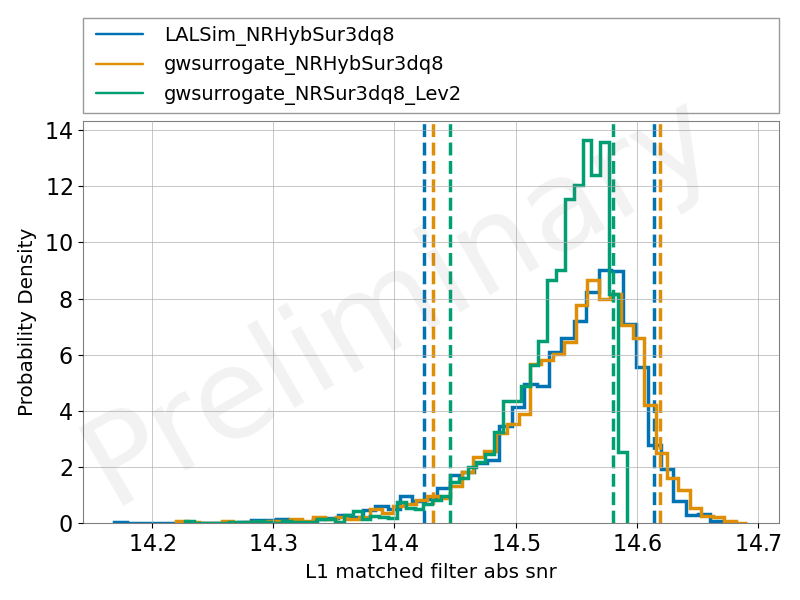 LALSim_NRHybSur3dq8
gwsurrogate_NRHybSur3dq8
gwsurrogate_NRSur3dq8_Lev2
14
12
10
8
6
4
2
0
Probability Density
Preliminary
14.2 14.3 14.4 14.5 14.6 14.7
L1 matched filter abs snr